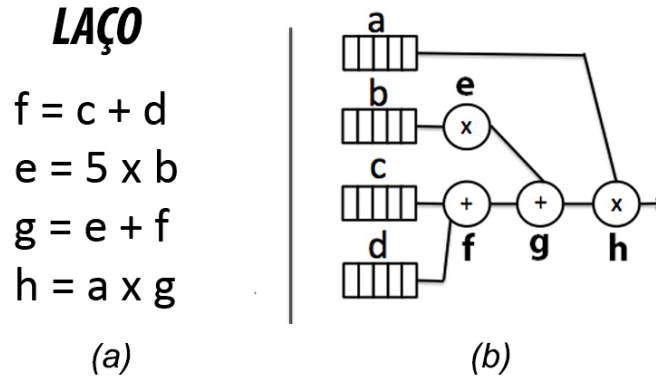 LAÇO
f = c + d
e = 5 x b
g = e + f
h = a x g
(a)
a
b
e
x
c
+
+
x
d
f
g
h
(b)